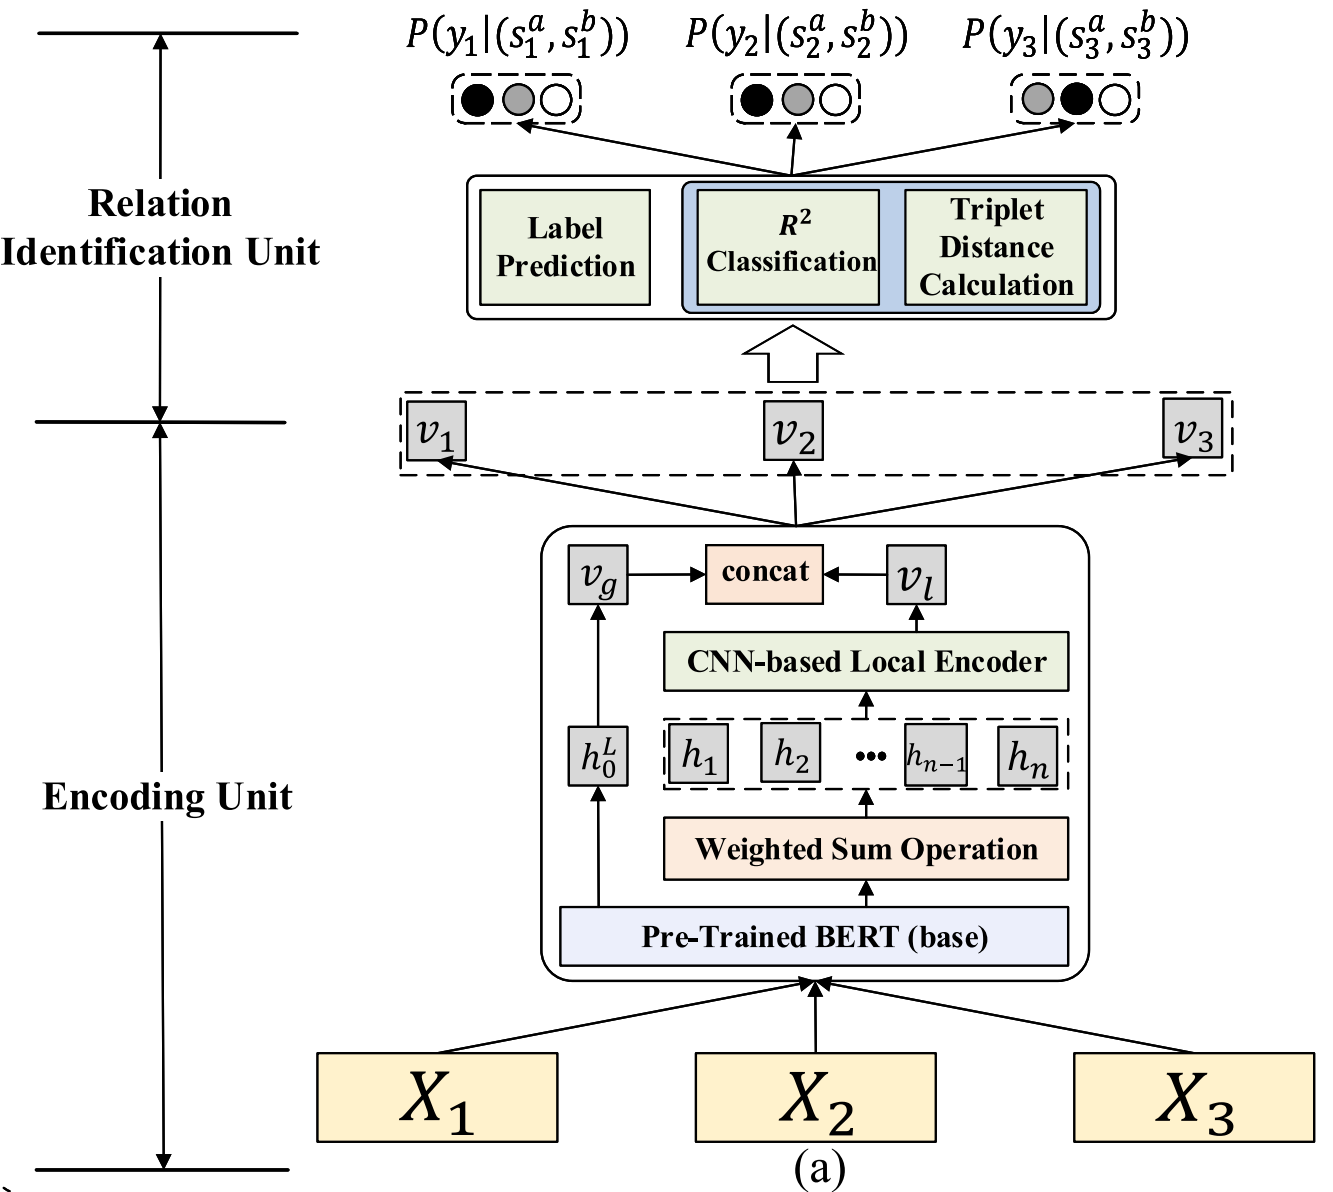 P(y₁|(s₁ᵃ, s₁ᵇ)) P(y₂|(s₂ᵃ, s₂ᵇ)) P(y₃|(s₃ᵃ, s₃ᵇ))
Relation
Identification Unit
Label
Prediction
R²
Classification
Triplet
Distance
Calculation
v₁ v₂ v₃
Encoding Unit
v_g concat v_l
CNN-based Local Encoder
h₀ᴸ h₁ h₂ ••• hₙ₋₁ hₙ
Weighted Sum Operation
Pre-Trained BERT (base)
X₁ X₂ X₃
(a)